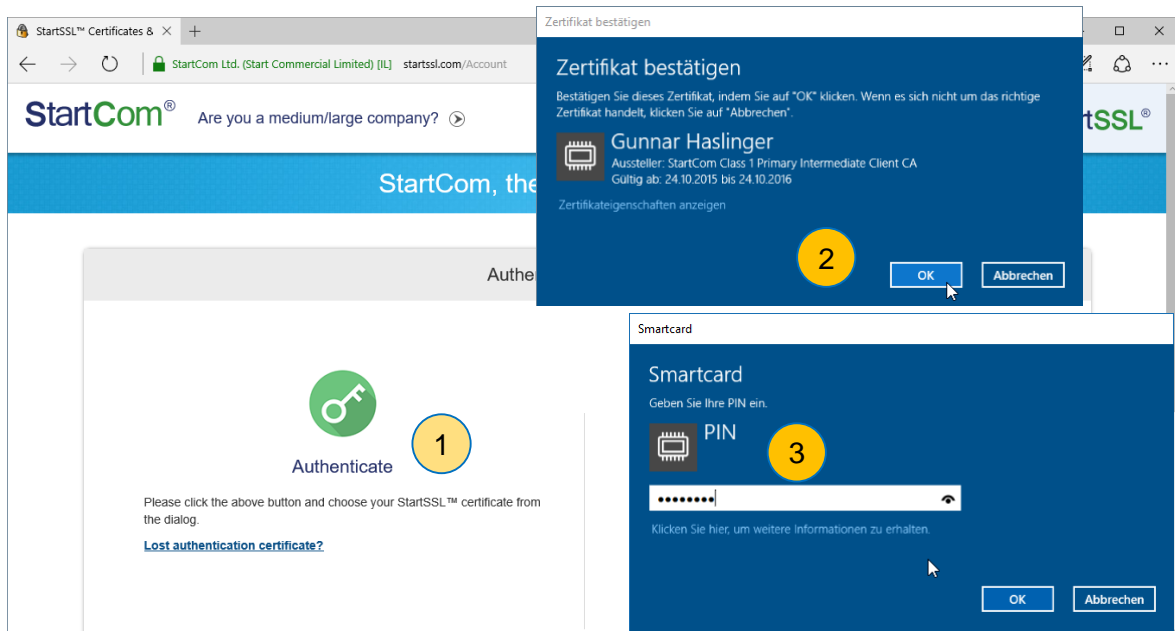 StartSSL™ Certificates &
StartCom Ltd. (Start Commercial Limited) [IL] startssl.com/Account
StartCom®
Are you a medium/large company?
tSSL®
StartCom, the
Authe
1
Authenticate
Please click the above button and choose your StartSSL™ certificate from
the dialog.
Lost authentication certificate?
Zertifikat bestätigen
Zertifikat bestätigen
Bestätigen Sie dieses Zertifikat, indem Sie auf "OK" klicken. Wenn es sich nicht um das richtige
Zertifikat handelt, klicken Sie auf "Abbrechen".
Gunnar Haslinger
Aussteller: StartCom Class 1 Primary Intermediate Client CA
Gültig ab: 24.10.2015 bis 24.10.2016
Zertifikateigenschaften anzeigen
2
OK
Abbrechen
Smartcard
Smartcard
Geben Sie Ihre PIN ein.
PIN
3
Klicken Sie hier, um weitere Informationen zu erhalten.
OK
Abbrechen